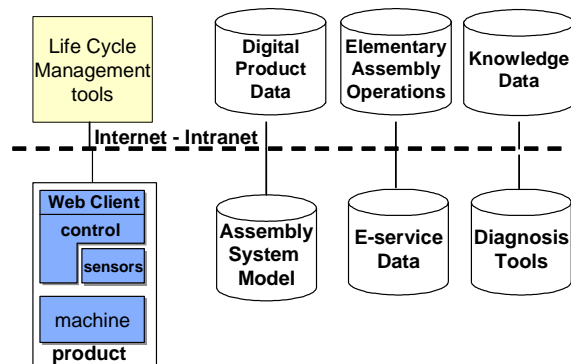 Life Cycle
Management
tools
Digital
Product
Data
Elementary
Assembly
Operations
Knowledge
Data
Internet - Intranet
Web Client
control
sensors
machine
product
Assembly
System
Model
E-service
Data
Diagnosis
Tools